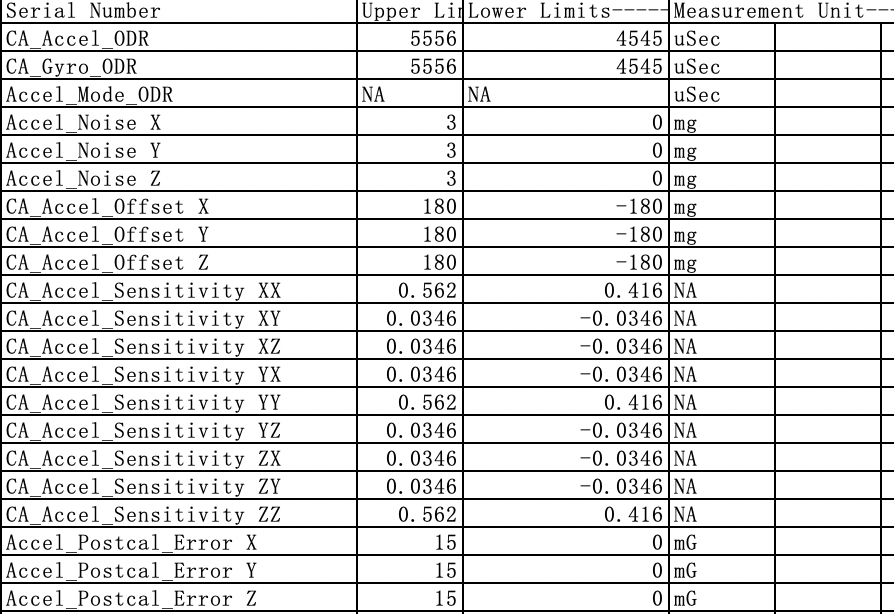 Serial Number Upper Lir Lower Limits----- Measurement Unit--
CA_Accel_ODR 5556 4545 uSec
CA_Gyro_ODR 5556 4545 uSec
Accel_Mode_ODR NA NA uSec
Accel_Noise X 3 0 mg
Accel_Noise Y 3 0 mg
Accel_Noise Z 3 0 mg
CA_Accel_Offset X 180 -180 mg
CA_Accel_Offset Y 180 -180 mg
CA_Accel_Offset Z 180 -180 mg
CA_Accel_Sensitivity XX 0.562 0.416 NA
CA_Accel_Sensitivity XY 0.0346 -0.0346 NA
CA_Accel_Sensitivity XZ 0.0346 -0.0346 NA
CA_Accel_Sensitivity YX 0.0346 -0.0346 NA
CA_Accel_Sensitivity YY 0.562 0.416 NA
CA_Accel_Sensitivity YZ 0.0346 -0.0346 NA
CA_Accel_Sensitivity ZX 0.0346 -0.0346 NA
CA_Accel_Sensitivity ZY 0.0346 -0.0346 NA
CA_Accel_Sensitivity ZZ 0.562 0.416 NA
Accel_Postcal_Error X 15 0 mG
Accel_Postcal_Error Y 15 0 mG
Accel_Postcal_Error Z 15 0 mG